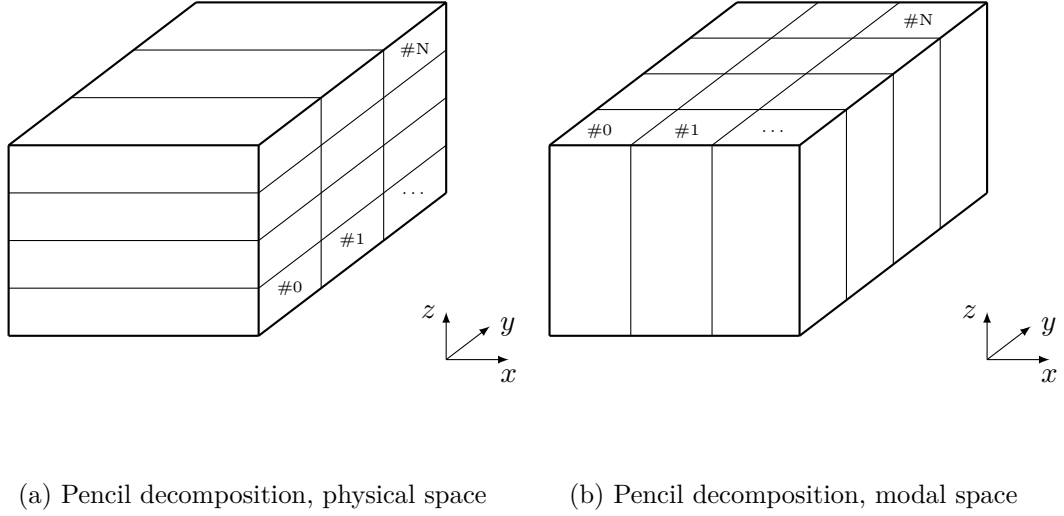 #N
#1
#0
...
z
y
x
(a) Pencil decomposition, physical space
#N
#0
#1
...
z
y
x
(b) Pencil decomposition, modal space